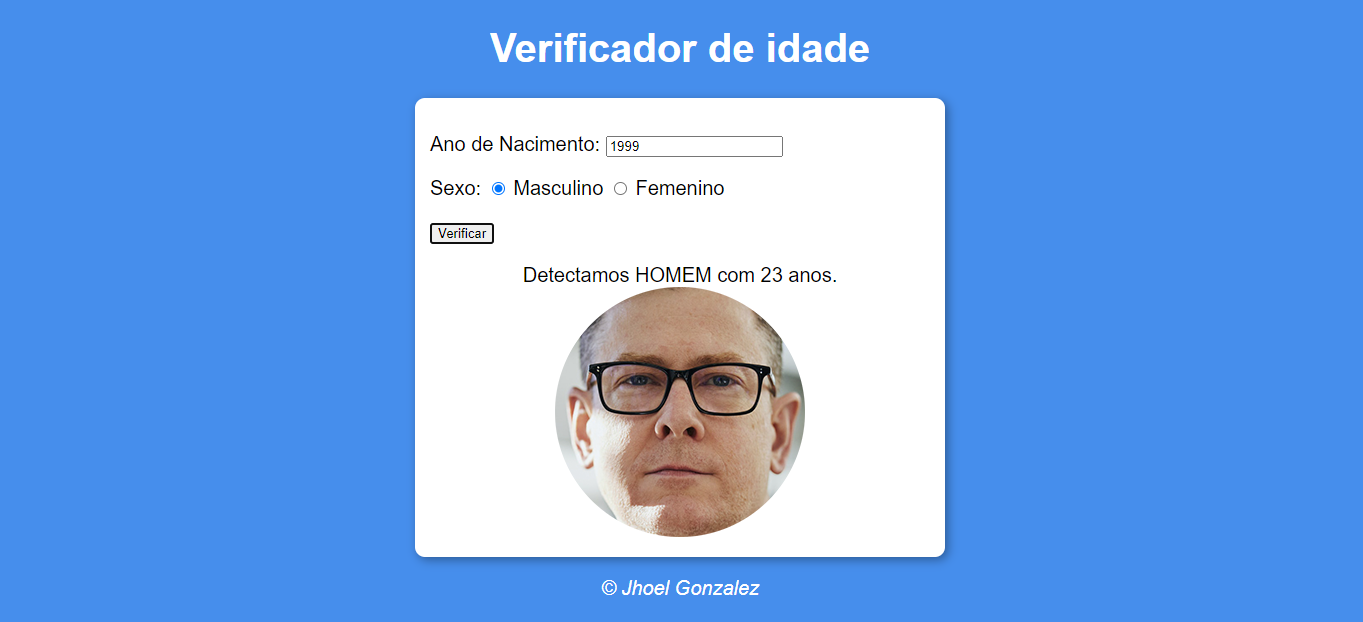 Verificador de idade
Ano de Nacimento: 1999
Sexo: Masculino Femenino
Verificar
Detectamos HOMEM com 23 anos.
© Jhoel Gonzalez